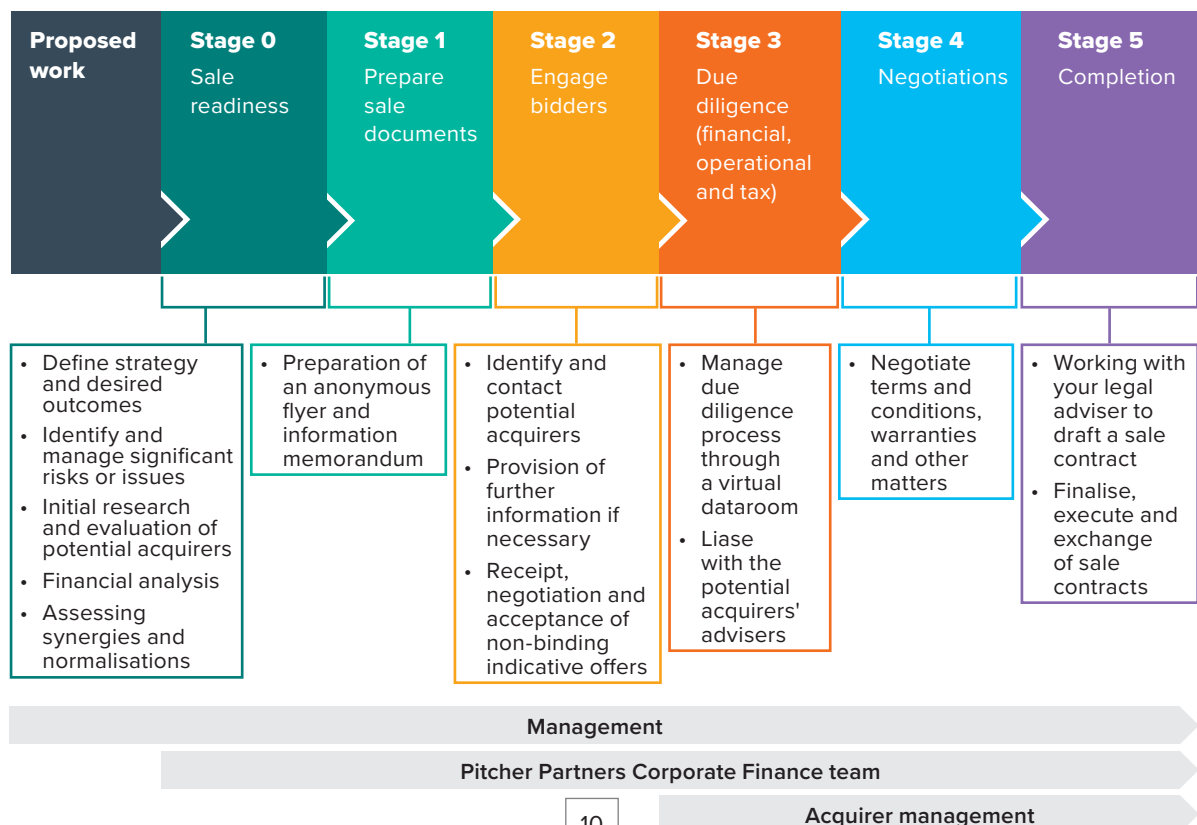 Proposed
work
Stage 0
Sale
readiness
Stage 1
Prepare
sale
documents
Stage 2
Engage
bidders
Stage 3
Due
diligence
(financial,
operational
and tax)
Stage 4
Negotiations
Stage 5
Completion
• Define strategy
and desired
outcomes
• Identify and
manage significant
risks or issues
• Initial research
and evaluation of
potential acquirers
• Financial analysis
• Assessing
synergies and
normalisations
• Preparation of
an anonymous
flyer and
information
memorandum
• Identify and
contact
potential
acquirers
• Provision of
further
information if
necessary
• Receipt,
negotiation and
acceptance of
non-binding
indicative offers
• Manage
due
diligence
process
through
a virtual
dataroom
• Liase
with the
potential
acquirers'
advisers
• Negotiate
terms and
conditions,
warranties
and other
matters
• Working with
your legal
adviser to
draft a sale
contract
• Finalise,
execute and
exchange
of sale
contracts
Management
Pitcher Partners Corporate Finance team
10
Acquirer management